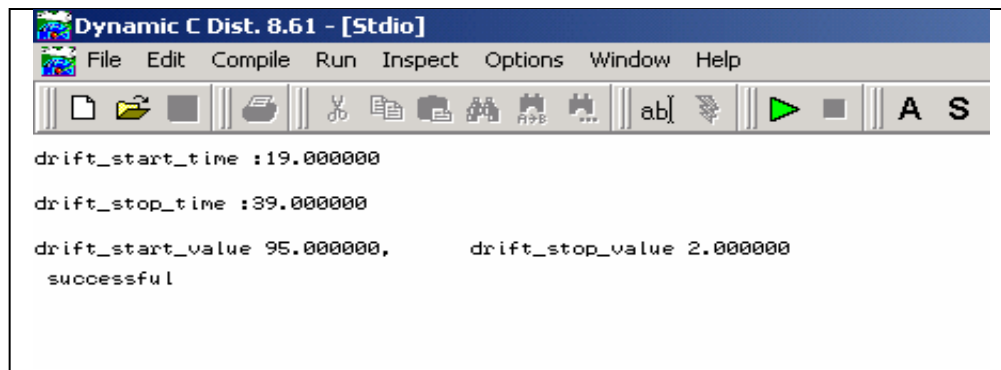 Dynamic C Dist. 8.61 - [Stdio]
File Edit Compile Run Inspect Options Window Help
ab A S
drift_start_time :19.000000
drift_stop_time :39.000000
drift_start_value 95.000000, drift_stop_value 2.000000
successful